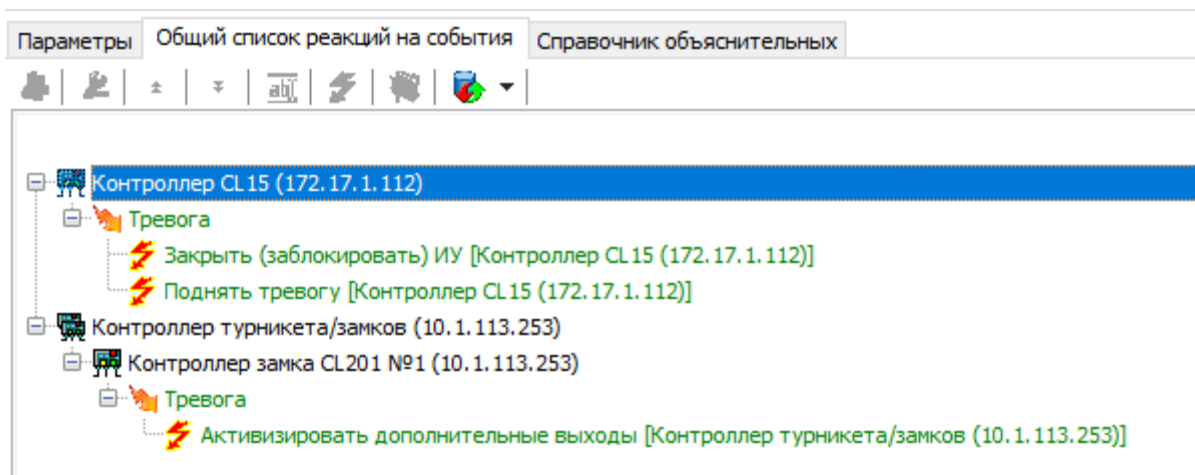 Параметры Общий список реакций на события Справочник объяснительных
ab
Контроллер CL15 (172.17.1.112)
Тревога
Закрыть (заблокировать) ИУ [Контроллер CL15 (172.17.1.112)]
Поднять тревогу [Контроллер CL15 (172.17.1.112)]
Контроллер турникета/замков (10.1.113.253)
Контроллер замка CL201 №1 (10.1.113.253)
Тревога
Активизировать дополнительные выходы [Контроллер турникета/замков (10.1.113.253)]